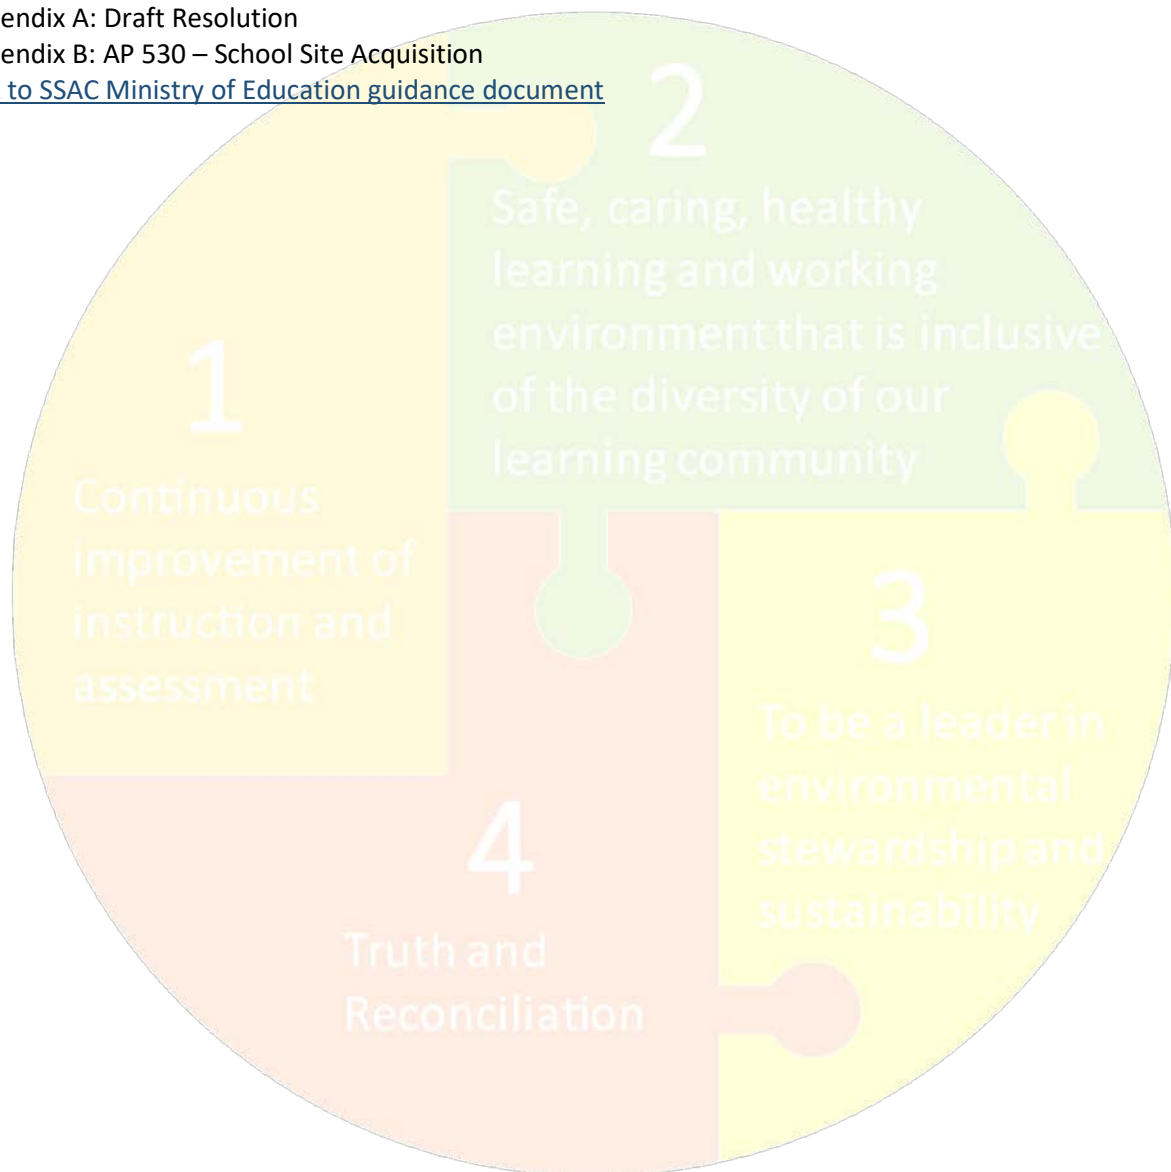 endix A: Draft Resolution
endix B: AP 530 – School Site Acquisition
to SSAC Ministry of Education guidance document
2
Safe, caring, healthy
learning and working
environment that is inclusive
of the diversity of our
learning community
1
Continuous
improvement of
instruction and
assessment
3
To be a leader in
environmental
stewardship and
sustainability
4
Truth and
Reconciliation